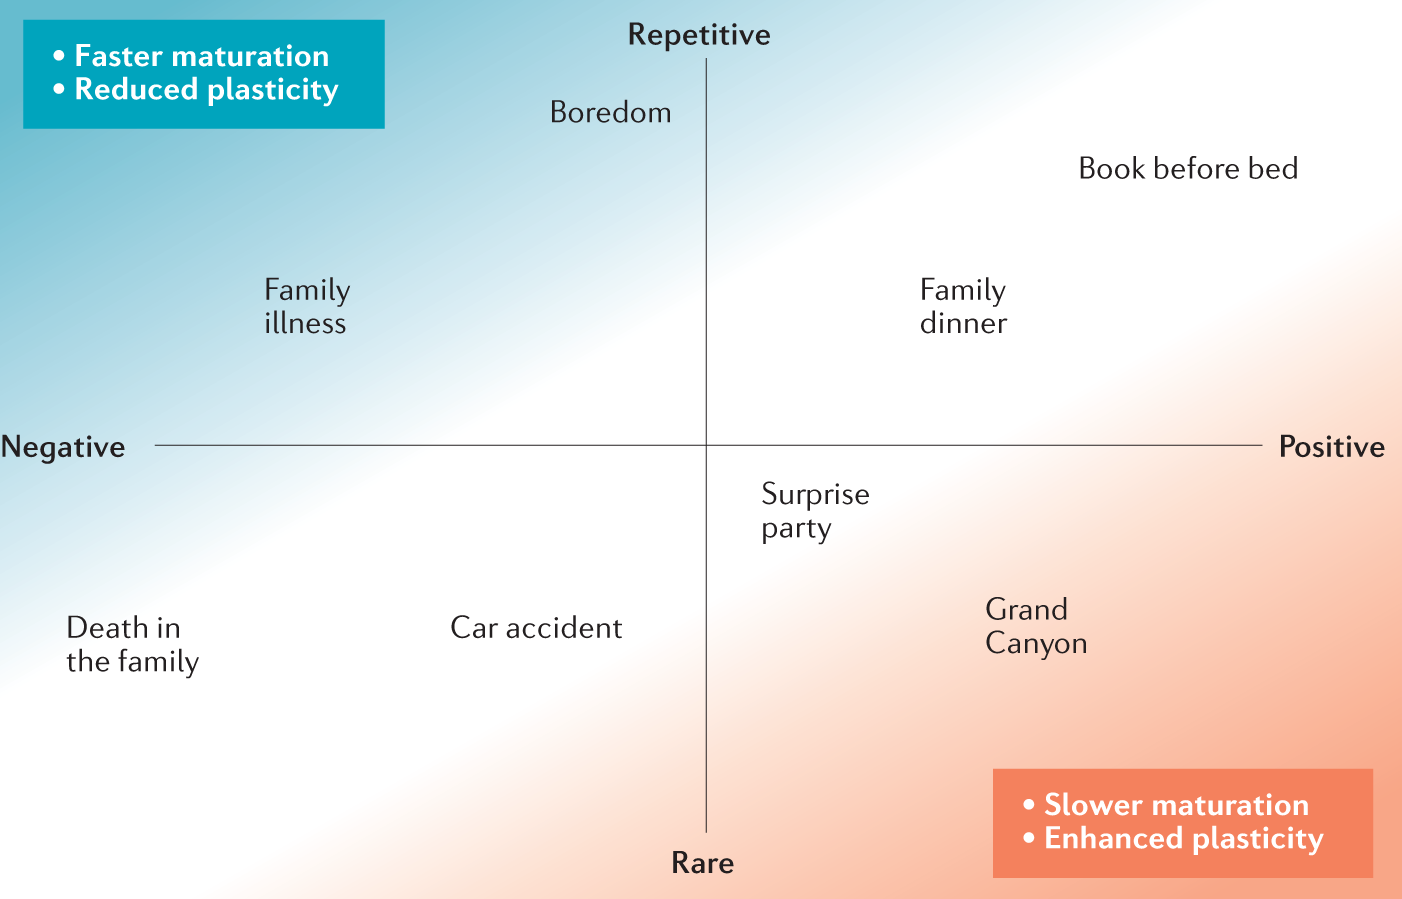 • Faster maturation
• Reduced plasticity
Repetitive
Boredom
Book before bed
Family
illness
Family
dinner
Negative
Positive
Surprise
party
Death in
the family
Car accident
Grand
Canyon
• Slower maturation
• Enhanced plasticity
Rare